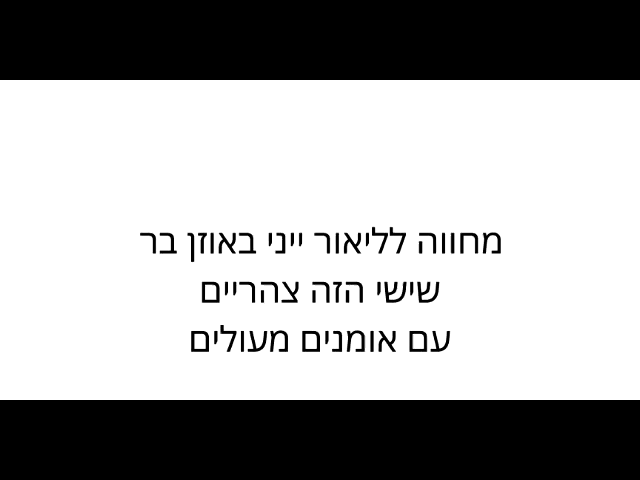 מחווה לליאור ייני באוזן בר
שישי הזה צהריים
עם אומנים מעולים